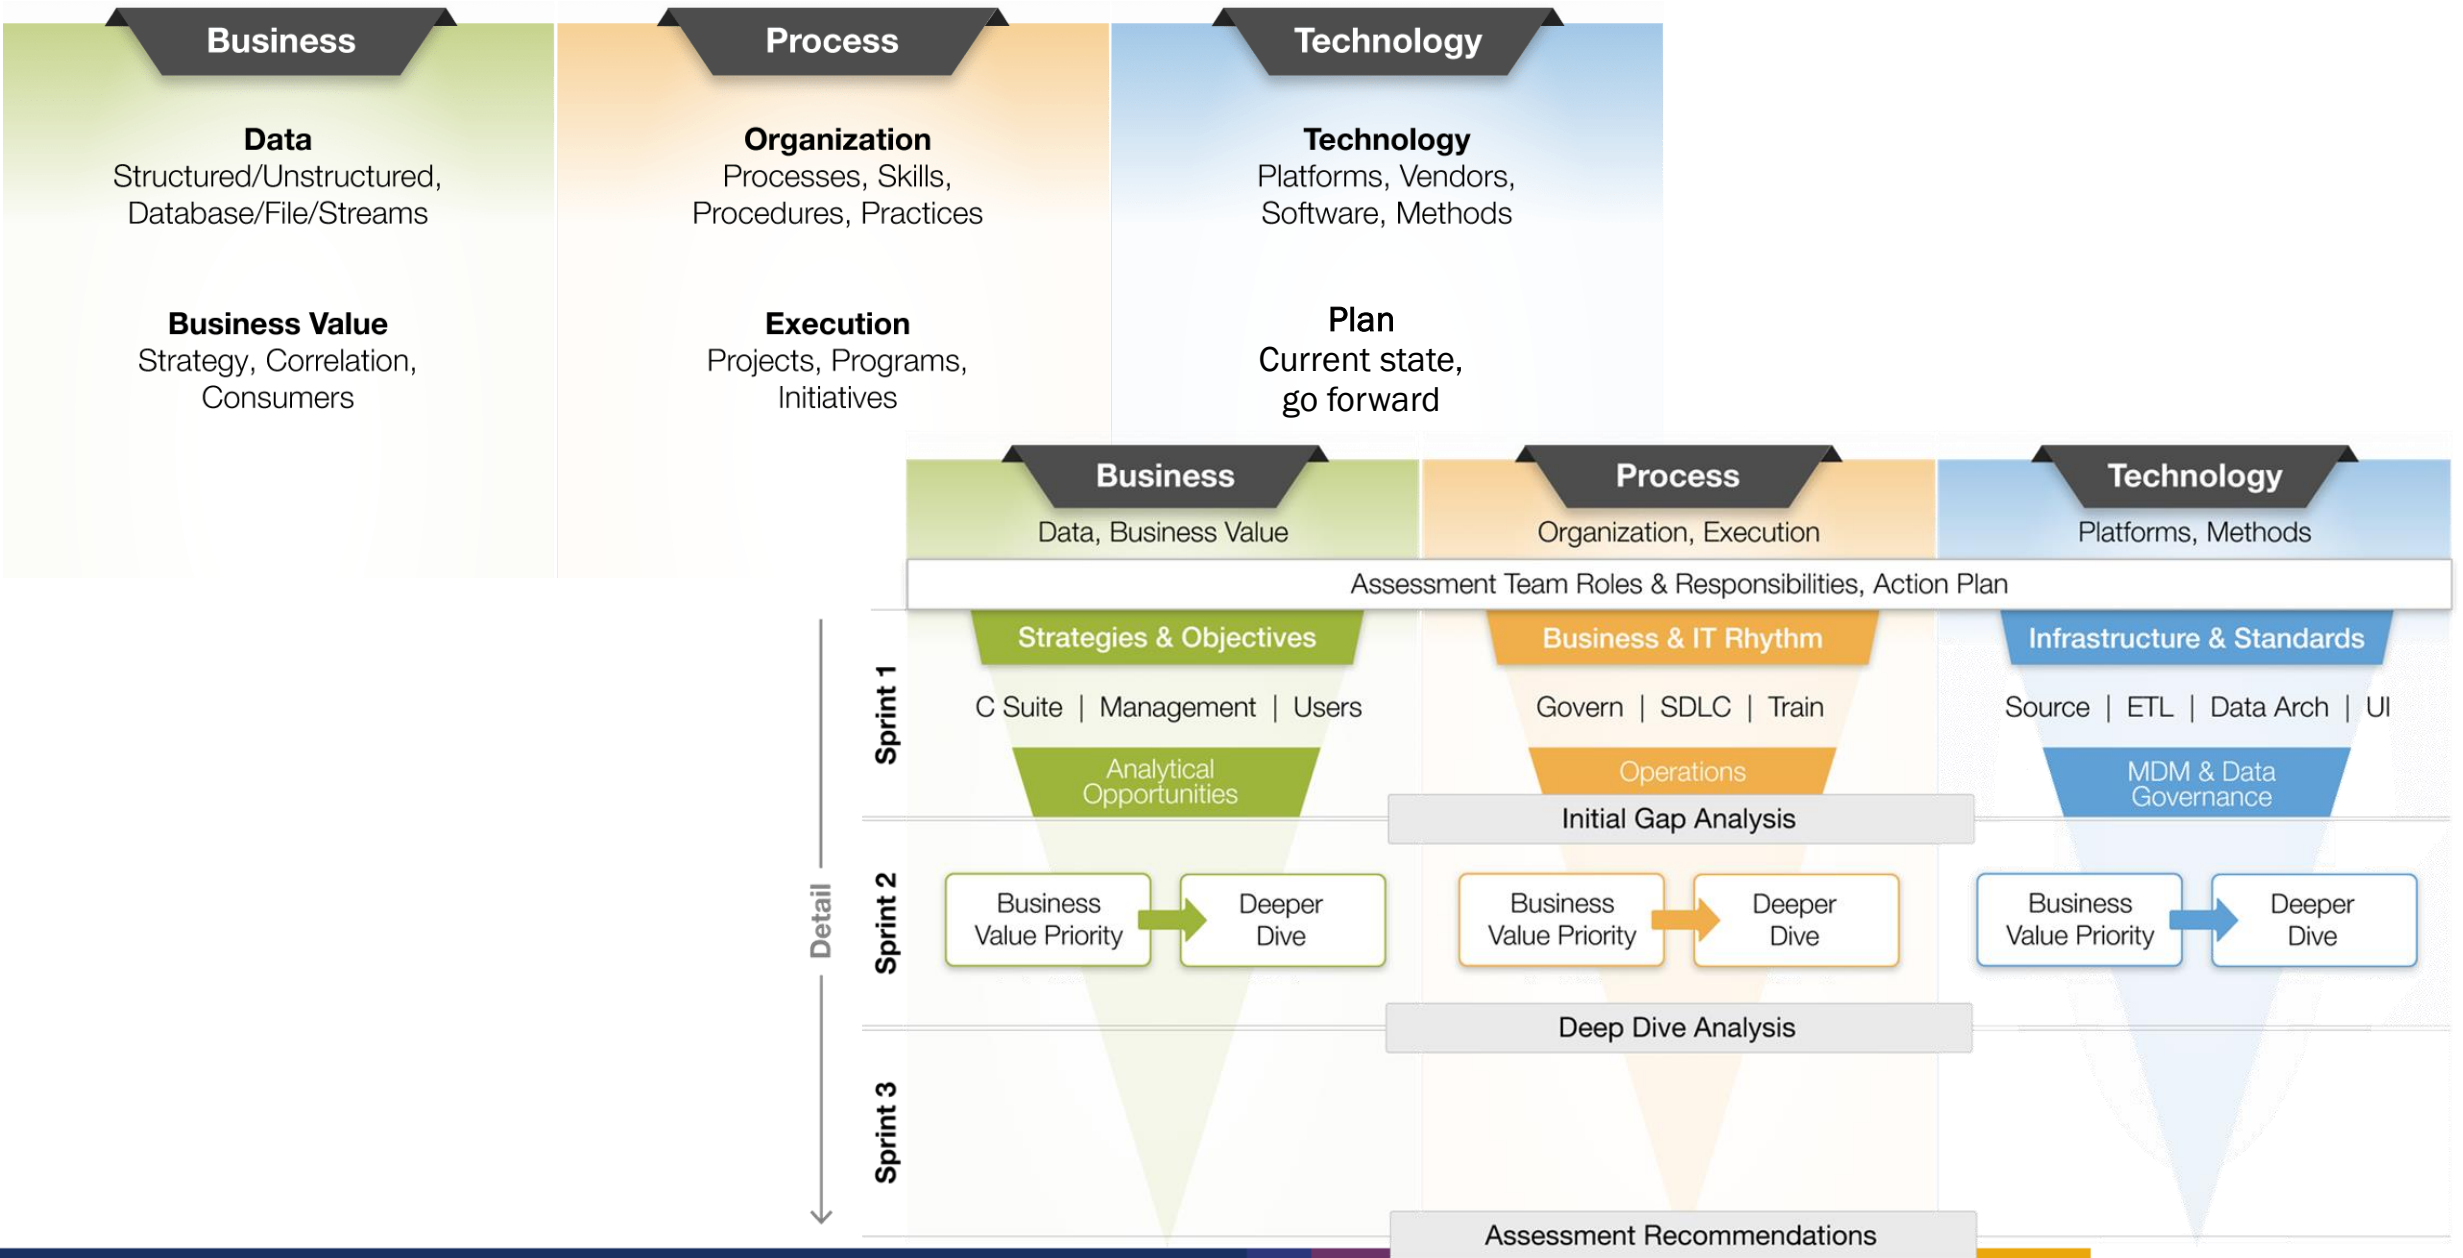 Business
Process
Technology
Data
Structured/Unstructured,
Database/File/Streams
Organization
Processes, Skills,
Procedures, Practices
Technology
Platforms, Vendors,
Software, Methods
Business Value
Strategy, Correlation,
Consumers
Execution
Projects, Programs,
Initiatives
Plan
Current state,
go forward
Business
Process
Technology
Data, Business Value
Organization, Execution
Platforms, Methods
Assessment Team Roles & Responsibilities, Action Plan
Detail
Sprint 1
Strategies & Objectives
Business & IT Rhythm
Infrastructure & Standards
C Suite | Management | Users
Govern | SDLC | Train
Source | ETL | Data Arch | UI
Analytical
Opportunities
Operations
MDM & Data
Governance
Initial Gap Analysis
Sprint 2
Business
Value Priority
Deeper
Dive
Business
Value Priority
Deeper
Dive
Business
Value Priority
Deeper
Dive
Deep Dive Analysis
Sprint 3
Assessment Recommendations